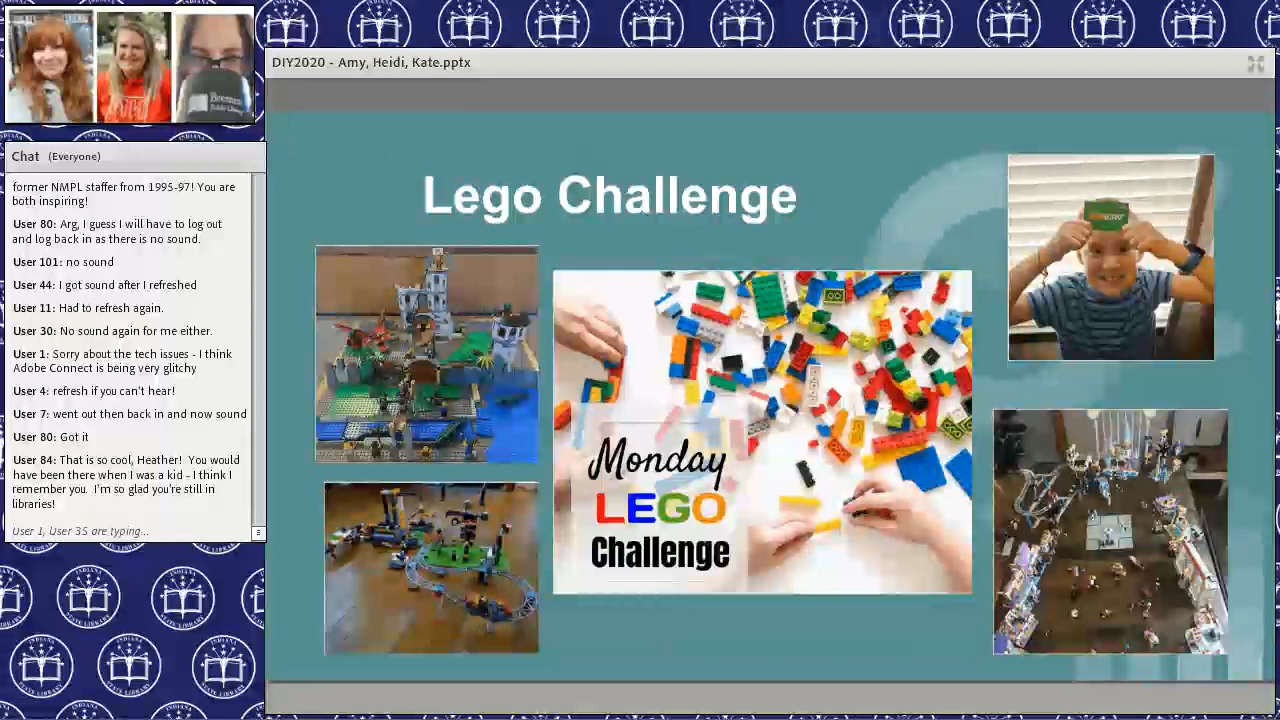 DIY2020 - Amy, Heidi, Kate.pptx
Chat (Everyone)
former NMPL staffer from 1995-97! You are
both inspiring!
User 80: Arg, I guess I will have to log out
and log back in as there is no sound.
User 101: no sound
User 44: I got sound after I refreshed
User 11: Had to refresh again.
User 30: No sound again for me either.
User 1: Sorry about the tech issues - I think
Adobe Connect is being very glitchy
User 4: refresh if you can't hear!
User 7: went out then back in and now sound
User 80: Got it
User 84: That is so cool, Heather! You would
have been there when I was a kid - I think I
remember you. I'm so glad you're still in
libraries!
User 1, User 35 are typing...
Lego Challenge
Monday
LEGO
Challenge
Bremen
Public Library
INDIANA
STATE LIBRARY